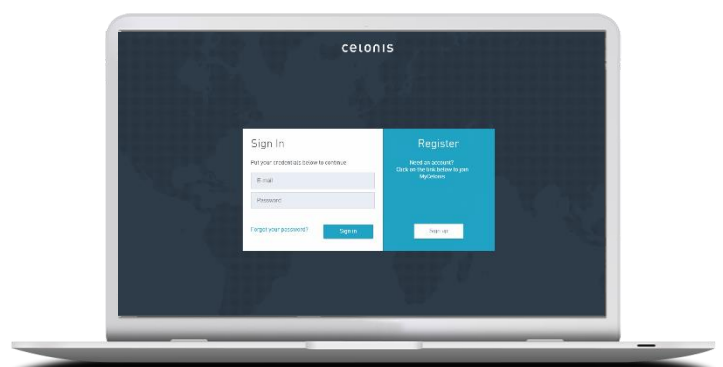 celonis
Sign In
Put your credentials below to continue
E-mail
Password
Forgot your password?
Sign in
Register
Need an account?
Click on the link below to join
MyCelonis
Sign up